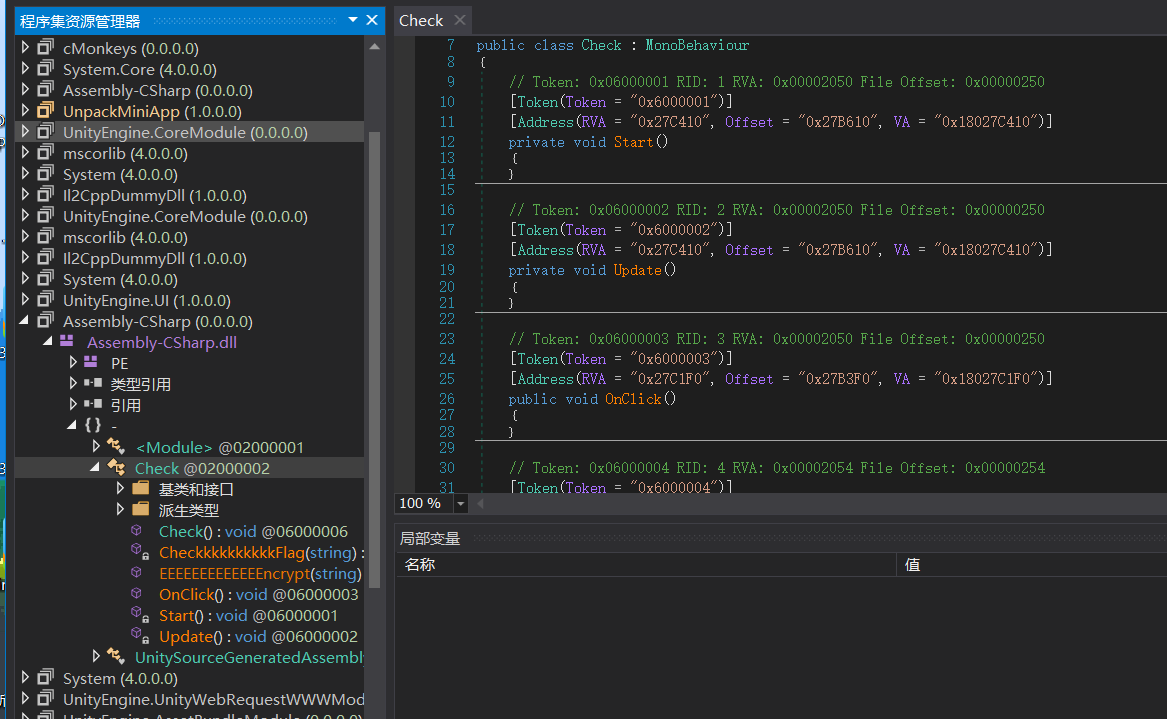 程序集资源管理器
cMonkeys (0.0.0.0)
System.Core (4.0.0.0)
Assembly-CSharp (0.0.0.0)
UnpackMiniApp (1.0.0.0)
UnityEngine.CoreModule (0.0.0.0)
mscorlib (4.0.0.0)
System (4.0.0.0)
Il2CppDummyDll (1.0.0.0)
UnityEngine.CoreModule (0.0.0.0)
mscorlib (4.0.0.0)
Il2CppDummyDll (1.0.0.0)
System (4.0.0.0)
UnityEngine.UI (1.0.0.0)
Assembly-CSharp (0.0.0.0)
Assembly-CSharp.dll
PE
类型引用
引用
{ } -
<Module> @02000001
Check @02000002
基类和接口
派生类型
Check() : void @06000006
CheckkkkkkkkkkFlag(string) :
EEEEEEEEEEEEEncrypt(string)
OnClick() : void @06000003
Start() : void @06000001
Update() : void @06000002
UnitySourceGeneratedAssembl
System (4.0.0.0)
UnityEngine.UnityWebRequestWWWMod
UnityEngine.AssetBundleModule (0.0.0.0)
Check
7 public class Check : MonoBehaviour
8 {
9 // Token: 0x06000001 RID: 1 RVA: 0x00002050 File Offset: 0x00000250
10 [Token(Token = "0x6000001")]
11 [Address(RVA = "0x27C410", Offset = "0x27B610", VA = "0x18027C410")]
12 private void Start()
13 {
14 }
15
16 // Token: 0x06000002 RID: 2 RVA: 0x00002050 File Offset: 0x00000250
17 [Token(Token = "0x6000002")]
18 [Address(RVA = "0x27C410", Offset = "0x27B610", VA = "0x18027C410")]
19 private void Update()
20 {
21 }
22
23 // Token: 0x06000003 RID: 3 RVA: 0x00002050 File Offset: 0x00000250
24 [Token(Token = "0x6000003")]
25 [Address(RVA = "0x27C1F0", Offset = "0x27B3F0", VA = "0x18027C1F0")]
26 public void OnClick()
27 {
28 }
29
30 // Token: 0x06000004 RID: 4 RVA: 0x00002054 File Offset: 0x00000254
31 [Token(Token = "0x6000004")]
100 %
局部变量
名称
值